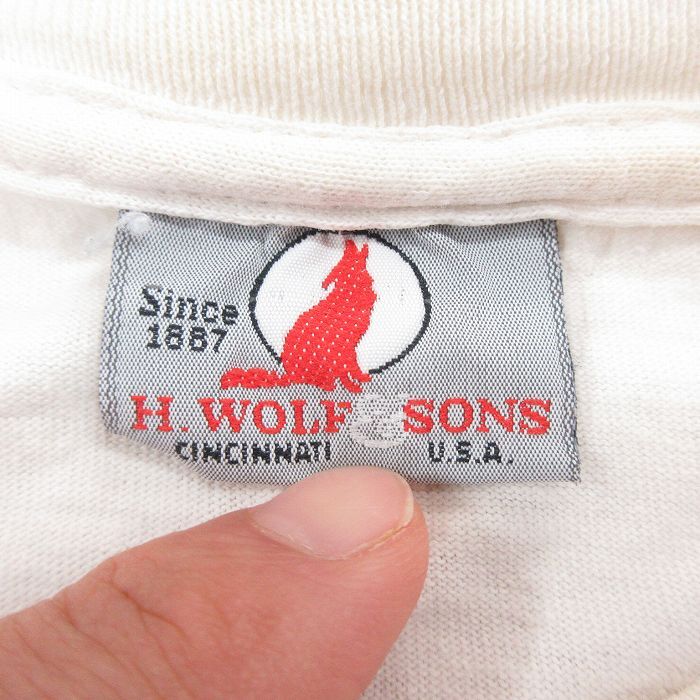 Since
1887
H. WOLF & SONS
CINCINNATI U.S.A.